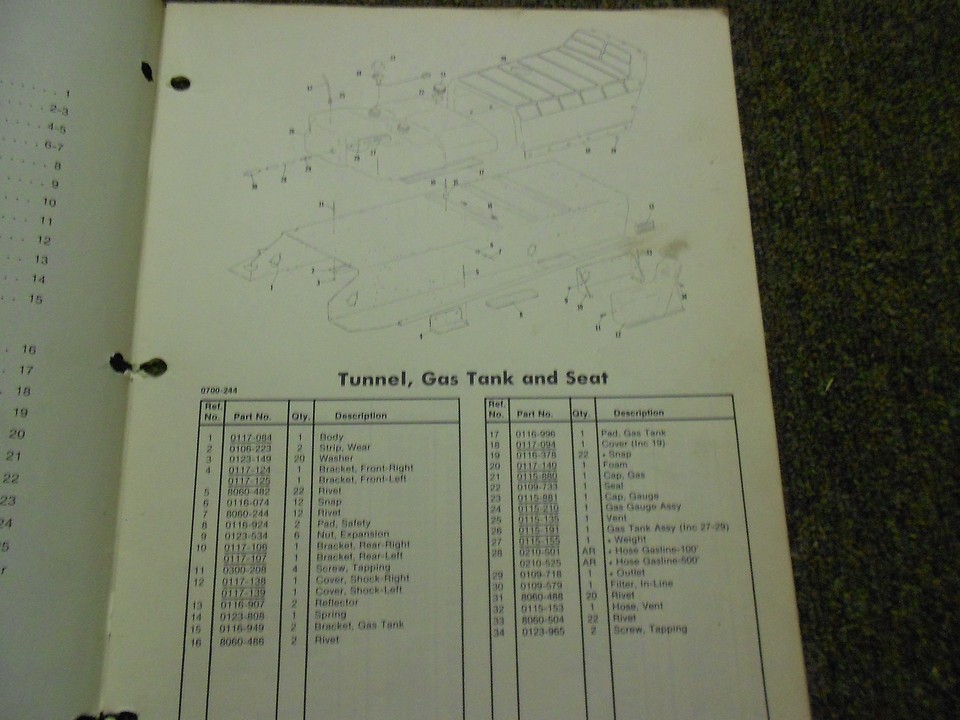 1
2-3
4-5
6-7
8
9
10
11
12
13
14
15
16
17
18
19
20
21
22
23
24
r
Tunnel, Gas Tank and Seat
0700-244
Ref. No. Part No. Qty. Description
1 0117-084 1 Body
2 0106-223 2 Strip, Wear
3 0123-149 20 Washer
4 0117-124 1 Bracket, Front-Right
0117-125 1 Bracket, Front-Left
5 8060-482 22 Rivet
6 0116-074 12 Snap
7 8060-244 12 Rivet
8 0116-924 2 Pad, Safety
9 0123-534 6 Nut, Expansion
10 0117-106 1 Bracket, Rear-Right
0117-107 1 Bracket, Rear-Left
11 0300-208 4 Screw, Tapping
12 0117-138 1 Cover, Shock-Right
0117-139 1 Cover, Shock-Left
13 0116-907 2 Reflector
14 0123-808 1 Spring
15 0116-949 2 Bracket, Gas Tank
16 8060-486 2 Rivet
Ref. No. Part No. Qty. Description
17 0116-996 1 Pad, Gas Tank
18 0117-094 1 Cover (Inc 19)
19 0116-378 22 • Snap
20 0117-140 1 Foam
21 0115-880 1 Cap, Gas
22 0109-733 1 Seat
23 0115-881 1 Cap, Gauge
24 0115-210 1 Gas Gauge Assy
25 0115-135 1 Vent
26 0115-191 1 Gas Tank Assy (Inc 27-29)
27 0115-155 1 • Weight
28 0210-501 AR • Hose Gasline-100'
0210-525 AR • Hose Gasline-500'
29 0109-718 1 • Outlet
30 0109-579 1 Filter, In-Line
31 8060-488 20 Rivet
32 0115-153 1 Hose, Vent
33 8060-504 22 Rivet
34 0123-965 2 Screw, Tapping